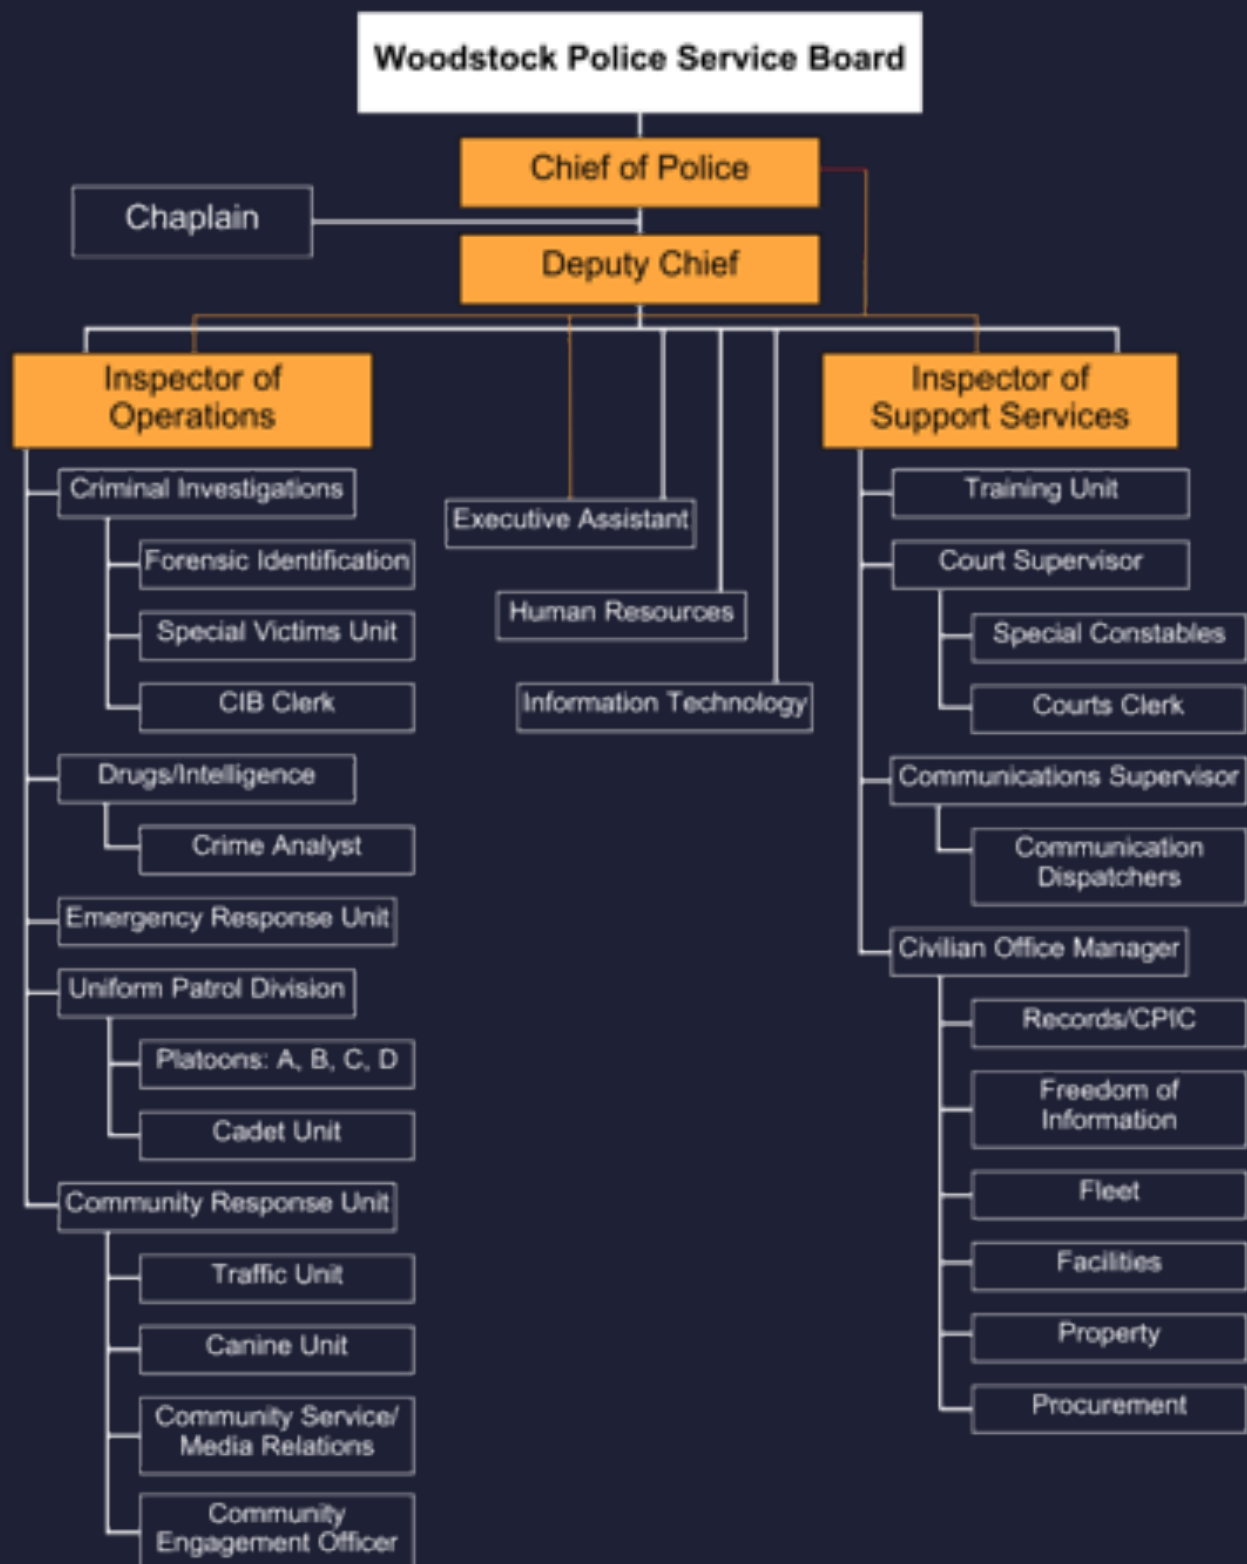 Woodstock Police Service Board
Chief of Police
Chaplain
Deputy Chief
Inspector of
Operations
Inspector of
Support Services
Criminal Investigations
Forensic Identification
Special Victims Unit
CIB Clerk
Drugs/Intelligence
Crime Analyst
Emergency Response Unit
Uniform Patrol Division
Platoons: A, B, C, D
Cadet Unit
Community Response Unit
Traffic Unit
Canine Unit
Community Service/
Media Relations
Community
Engagement Officer
Executive Assistant
Human Resources
Information Technology
Training Unit
Court Supervisor
Special Constables
Courts Clerk
Communications Supervisor
Communication
Dispatchers
Civilian Office Manager
Records/CPIC
Freedom of
Information
Fleet
Facilities
Property
Procurement